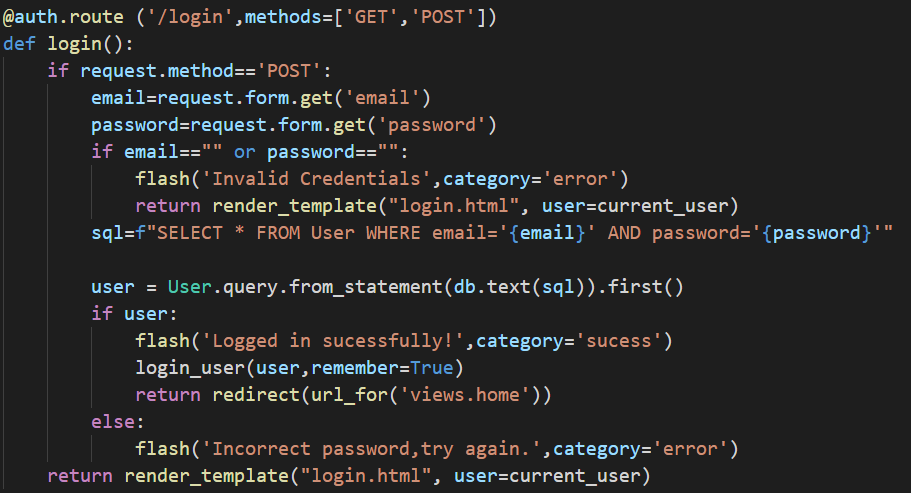 @auth.route ('/login',methods=['GET','POST'])
def login():
    if request.method=='POST':
        email=request.form.get('email')
        password=request.form.get('password')
        if email=="" or password=="":
            flash('Invalid Credentials',category='error')
            return render_template("login.html", user=current_user)
        sql=f"SELECT * FROM User WHERE email='{email}' AND password='{password}'"
        user = User.query.from_statement(db.text(sql)).first()
        if user:
            flash('Logged in sucessfully!',category='sucess')
            login_user(user,remember=True)
            return redirect(url_for('views.home'))
        else:
            flash('Incorrect password,try again.',category='error')
    return render_template("login.html", user=current_user)